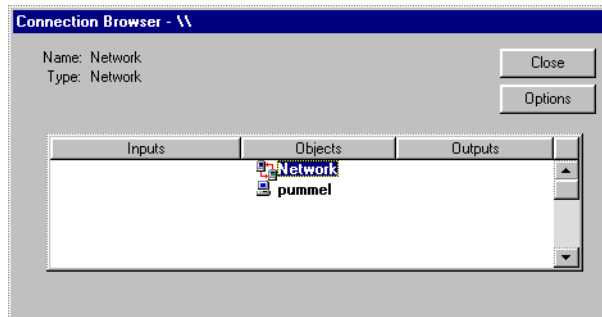 Connection Browser - \\
Name: Network
Type: Network
Close
Options
Inputs Objects Outputs
Network
pummel